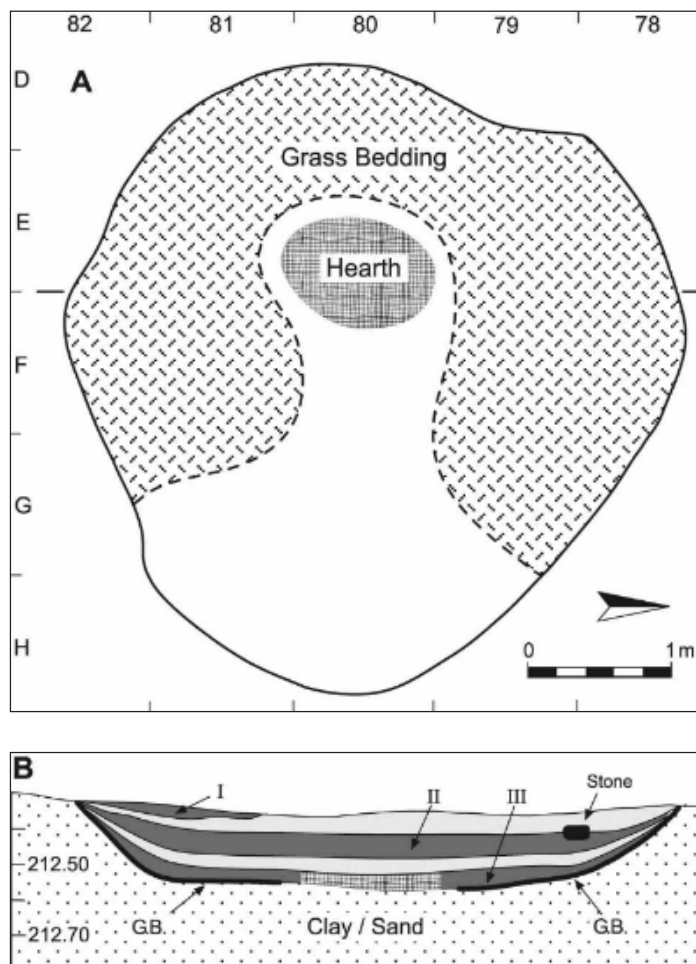 82 81 80 79 78
D
A
Grass Bedding
E
Hearth
F
G
H
0 1 m
B
I
II
III
Stone
212.50
G.B.
Clay / Sand
G.B.
212.70